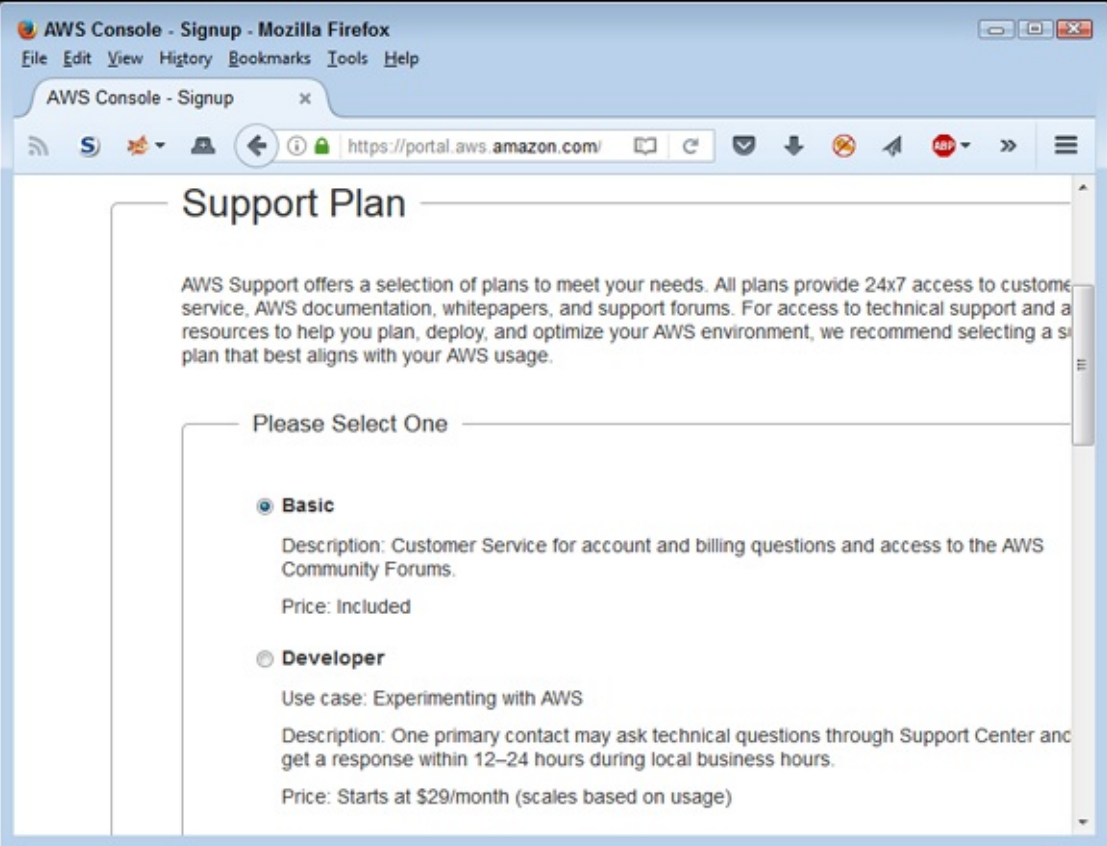 AWS Console - Signup - Mozilla Firefox
File Edit View History Bookmarks Tools Help
AWS Console - Signup
https://portal.aws.amazon.com/
ABP
Support Plan
AWS Support offers a selection of plans to meet your needs. All plans provide 24x7 access to custome
service, AWS documentation, whitepapers, and support forums. For access to technical support and a
resources to help you plan, deploy, and optimize your AWS environment, we recommend selecting a s
plan that best aligns with your AWS usage.
Please Select One
Basic
Description: Customer Service for account and billing questions and access to the AWS
Community Forums.
Price: Included
Developer
Use case: Experimenting with AWS
Description: One primary contact may ask technical questions through Support Center and
get a response within 12–24 hours during local business hours.
Price: Starts at $29/month (scales based on usage)